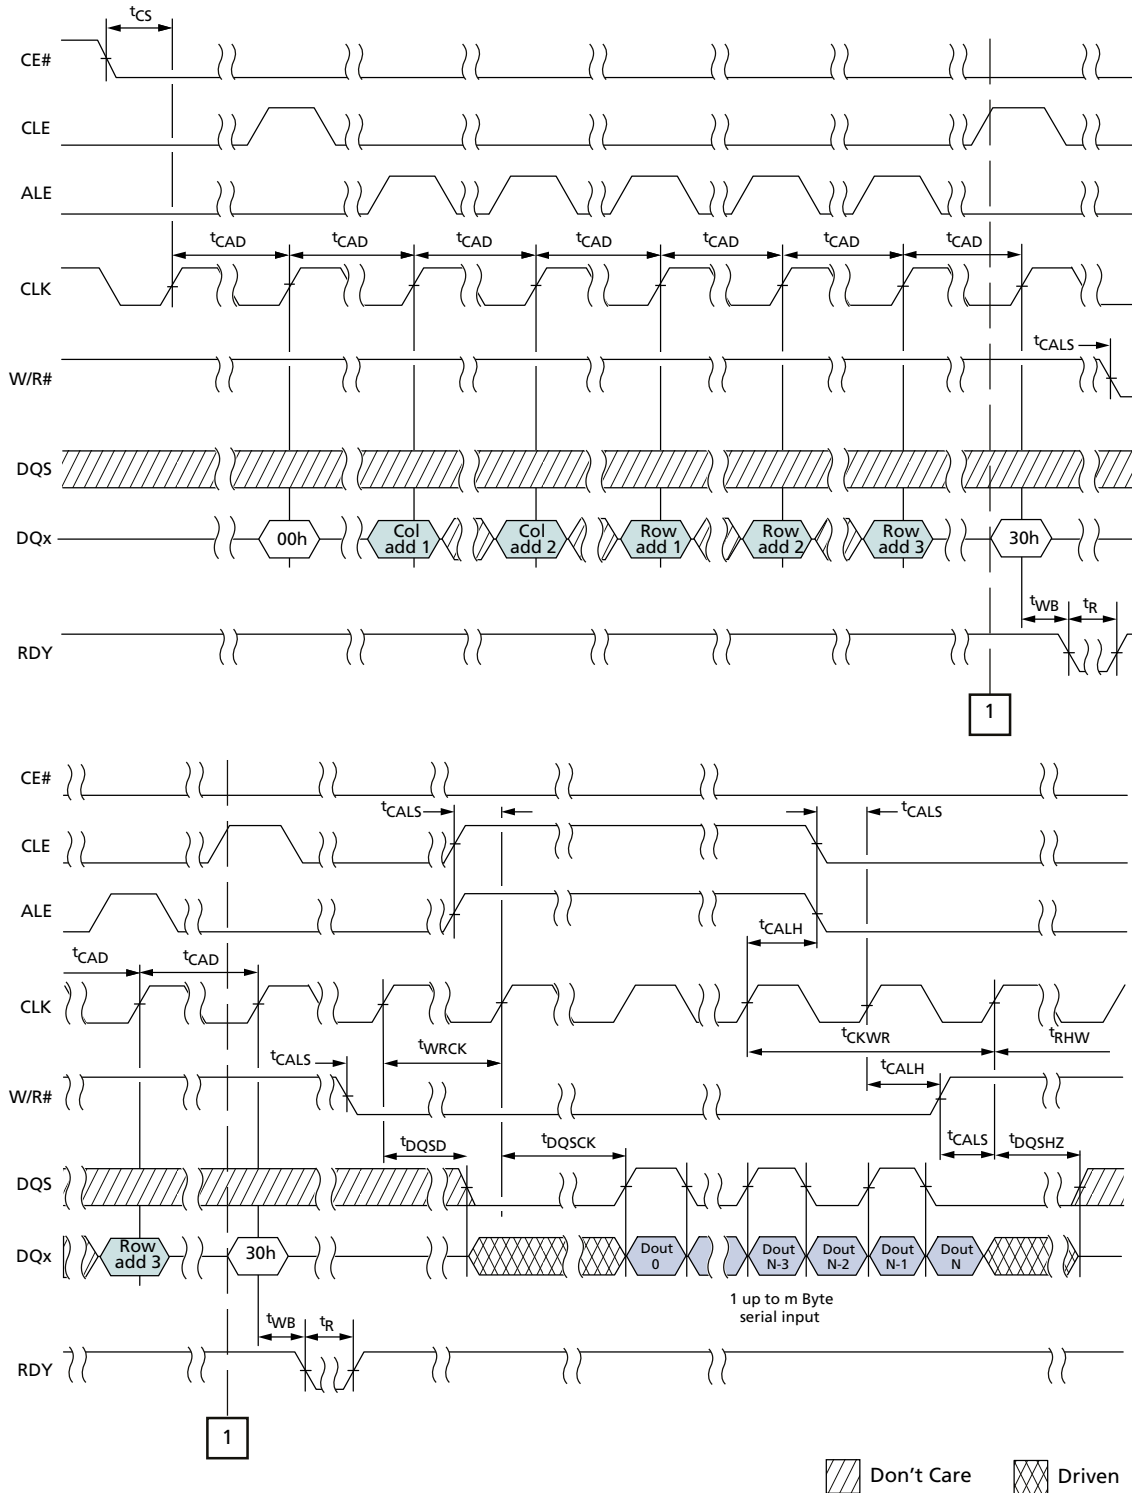 tCS
CE#
CLE
ALE
tCAD tCAD tCAD tCAD tCAD tCAD tCAD
CLK
tCALS
W/R#
DQS
DQx 00h Col add 1 Col add 2 Row add 1 Row add 2 Row add 3 30h
tWB tR
RDY
1
CE#
tCALS tCALS
CLE
ALE
tCALH
tCAD tCAD
CLK
tWRCK tCKWR tRHW
tCALS tCALH
W/R#
tDQSD tDQSCK tCALS tDQSHZ
DQS
DQx Row add 3 30h Dout 0 Dout N-3 Dout N-2 Dout N-1 Dout N
1 up to m Byte
serial input
tWB tR
RDY
1
Don't Care Driven